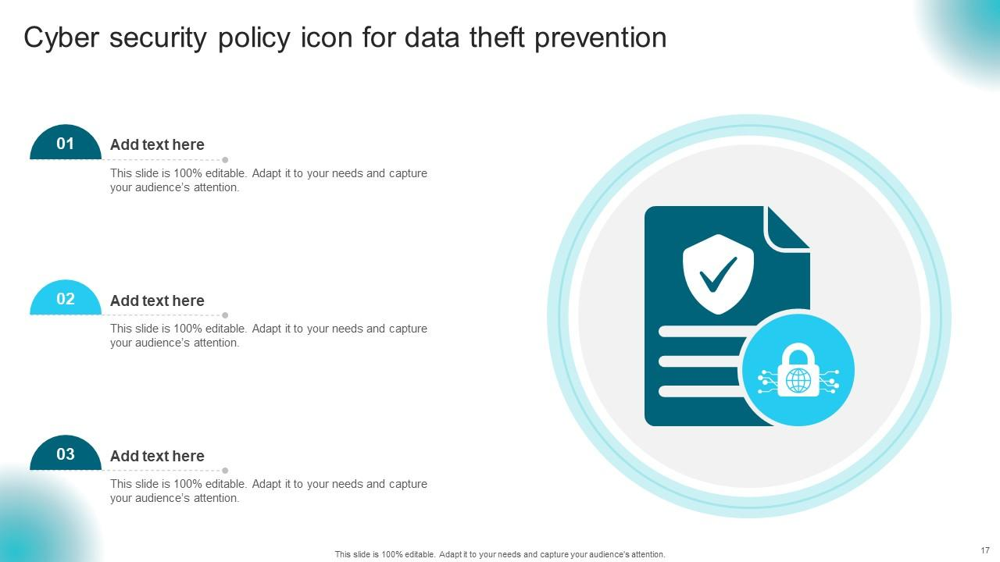 Cyber security policy icon for data theft prevention
01
Add text here
This slide is 100% editable. Adapt it to your needs and capture
your audience's attention.
02
Add text here
This slide is 100% editable. Adapt it to your needs and capture
your audience's attention.
03
Add text here
This slide is 100% editable. Adapt it to your needs and capture
your audience's attention.
This slide is 100% editable. Adapt it to your needs and capture your audience's attention.
17